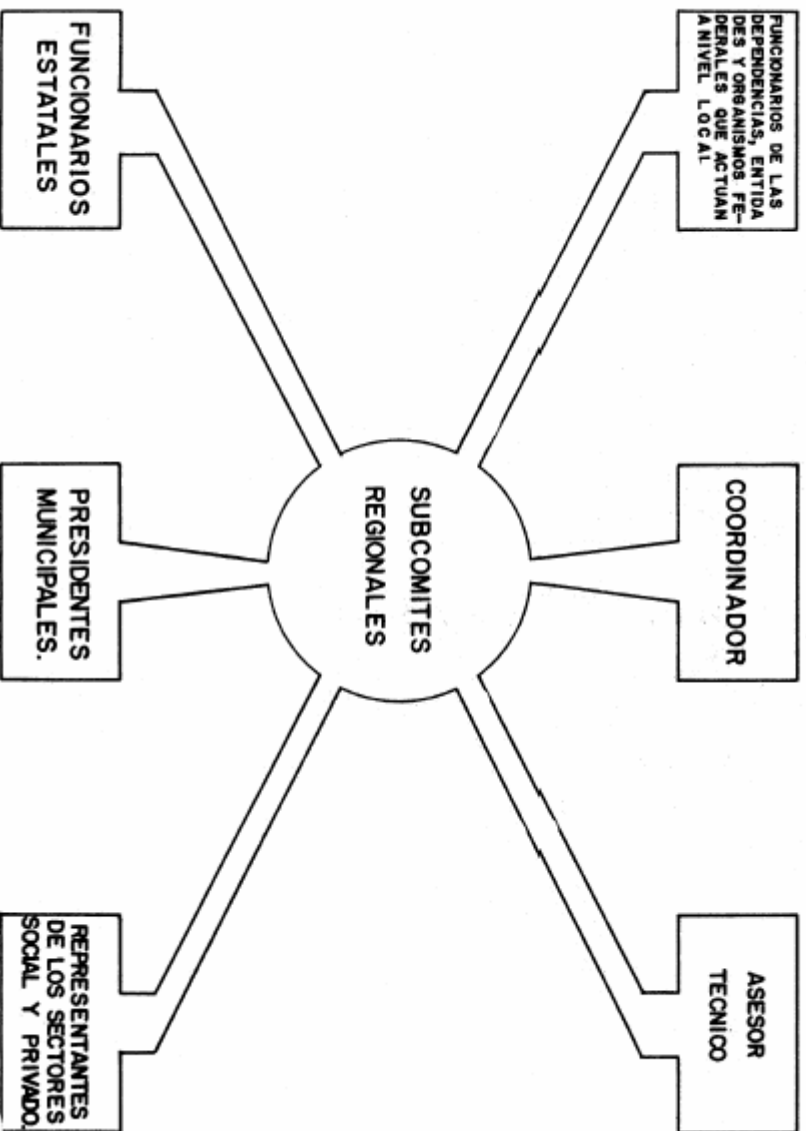 FUNCIONARIOS DE LAS
DEPENDENCIAS, ENTIDA
DES Y ORGANISMOS FE-
DERALES QUE ACTUAN
A NIVEL LOCAL
COORDINADOR
ASESOR
TECNICO
SUBCOMITES
REGIONALES
FUNCIONARIOS
ESTATALES
PRESIDENTES
MUNICIPALES.
REPRESENTANTES
DE LOS SECTORES
SOCIAL Y PRIVADO.